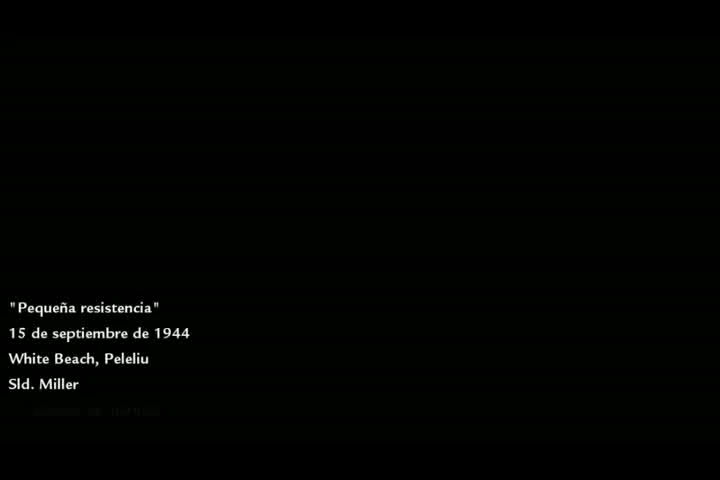 "Pequeña resistencia"
15 de septiembre de 1944
White Beach, Peleliu
Sld. Miller